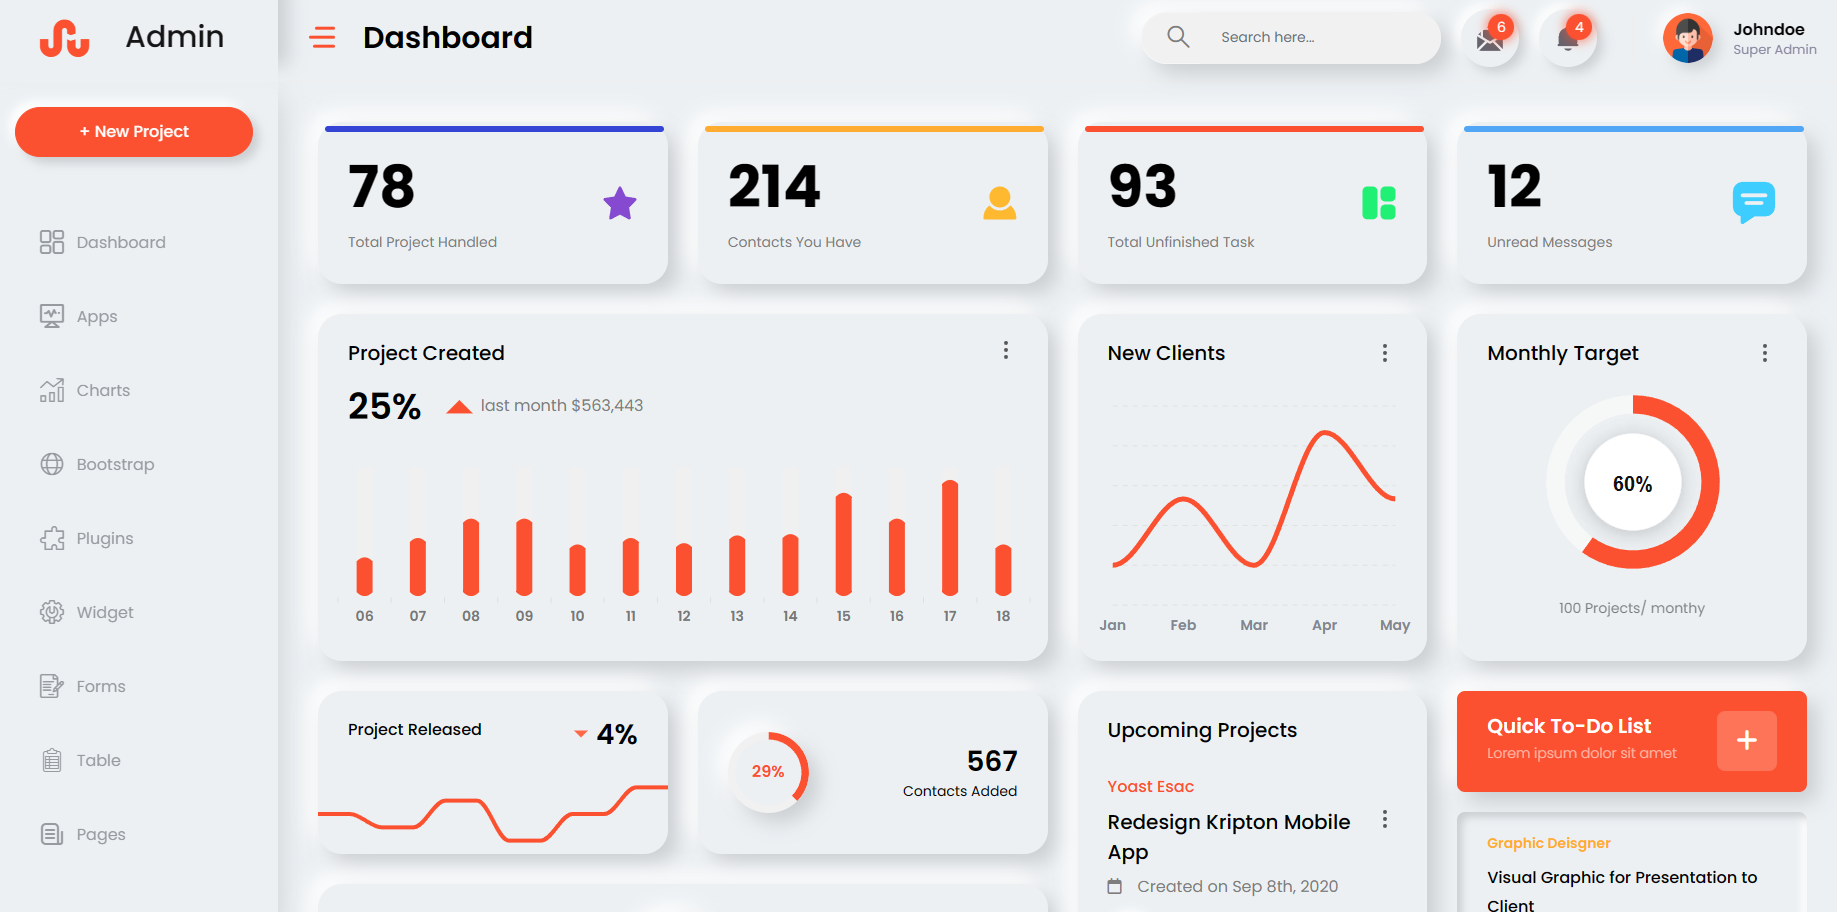 Admin
Dashboard
Search here...
6
4
Johndoe
Super Admin
+ New Project
Dashboard
Apps
Charts
Bootstrap
Plugins
Widget
Forms
Table
Pages
78
Total Project Handled
214
Contacts You Have
93
Total Unfinished Task
12
Unread Messages
Project Created
25%
last month $563,443
06 07 08 09 10 11 12 13 14 15 16 17 18
New Clients
Jan Feb Mar Apr May
Monthly Target
60%
100 Projects/ monthy
Project Released
4%
29%
567
Contacts Added
Upcoming Projects
Yoast Esac
Redesign Kripton Mobile
App
Created on Sep 8th, 2020
Quick To-Do List
Lorem ipsum dolor sit amet
+
Graphic Deisgner
Visual Graphic for Presentation to
Client